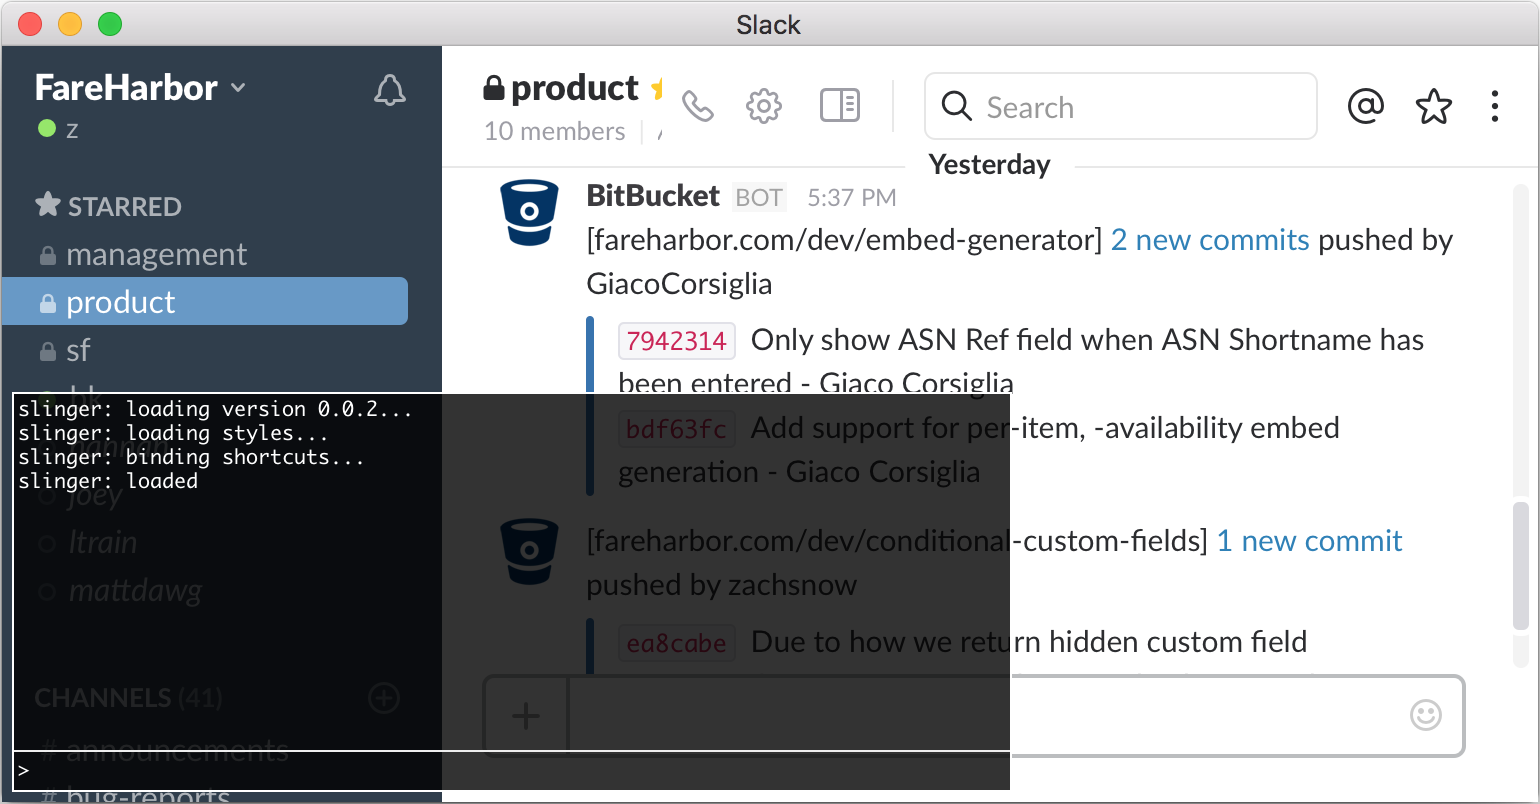 Slack
FareHarbor
z
STARRED
management
product
sf
bk
hannah
joey
ltrain
mattdawg
CHANNELS (41)
# announcements
# bug-reports
slinger: loading version 0.0.2...
slinger: loading styles...
slinger: binding shortcuts...
slinger: loaded
>
product
10 members
Search
Yesterday
BitBucket BOT 5:37 PM
[fareharbor.com/dev/embed-generator] 2 new commits pushed by
GiacoCorsiglia
7942314 Only show ASN Ref field when ASN Shortname has
been entered - Giaco Corsiglia
bdf63fc Add support for per-item, -availability embed
generation - Giaco Corsiglia
[fareharbor.com/dev/conditional-custom-fields] 1 new commit
pushed by zachsnow
ea8cabe Due to how we return hidden custom field